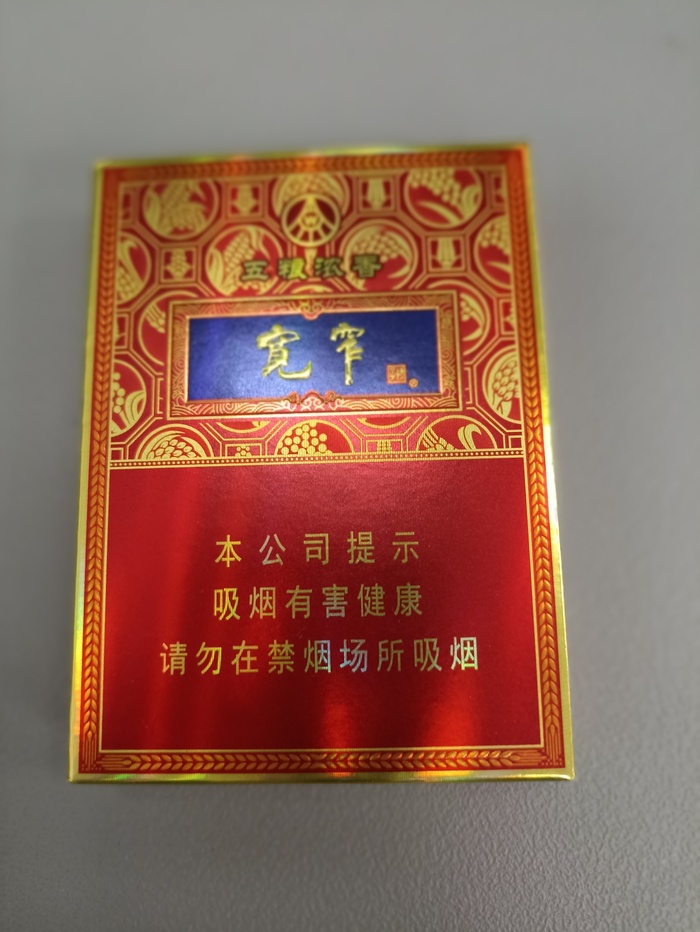 五粮浓香
宽窄
本公司提示
吸烟有害健康
请勿在禁烟场所吸烟